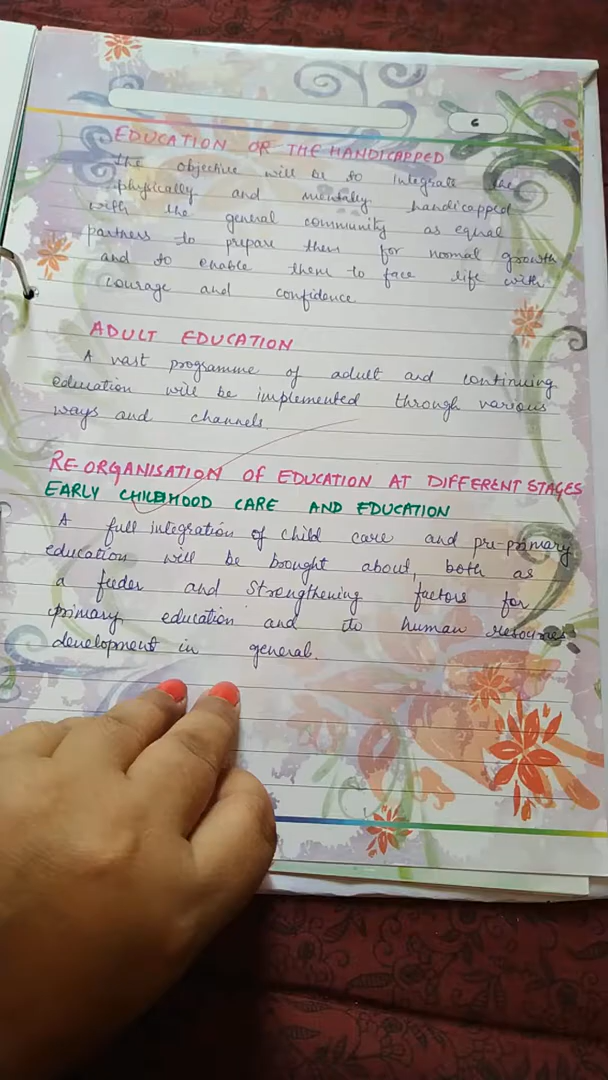 6
EDUCATION OR THE HANDICAPPED
the objective will be to integrate the
physically and mentally handicapped
with the general community as equal
partners to prepare them for normal growth
and to enable them to face life with
courage and confidence
ADULT EDUCATION
A vast programme of adult and continuing
education will be implemented through various
ways and channels.
RE-ORGANISATION OF EDUCATION AT DIFFERENT STAGES
EARLY CHILDHOOD CARE AND EDUCATION
A full integration of child care and pre-primary
education will be brought about, both as
a feeder and strengthening factors for
primary education and to human resources
development in general.